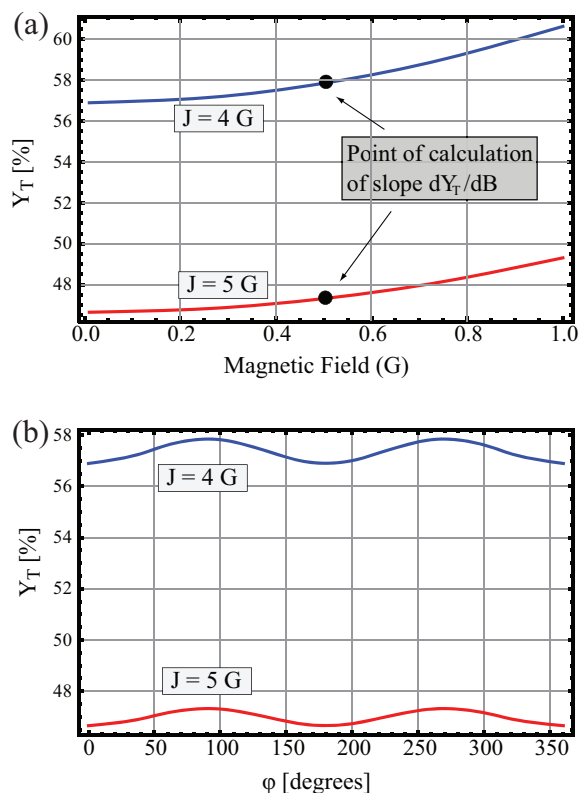 (a)
60
58
56
54
52
50
48
Y_T [%]
J = 4 G
Point of calculation
of slope dY_T/dB
J = 5 G
0.0 0.2 0.4 0.6 0.8 1.0
Magnetic Field (G)
(b)
58
56
54
52
50
48
Y_T [%]
J = 4 G
J = 5 G
0 50 100 150 200 250 300 350
φ [degrees]